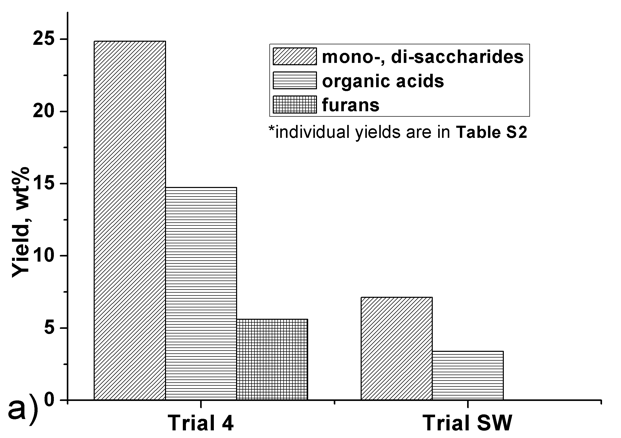 25
20
15
10
5
0
Yield, wt%
mono-, di-saccharides
organic acids
furans
*individual yields are in Table S2
a)
Trial 4
Trial SW